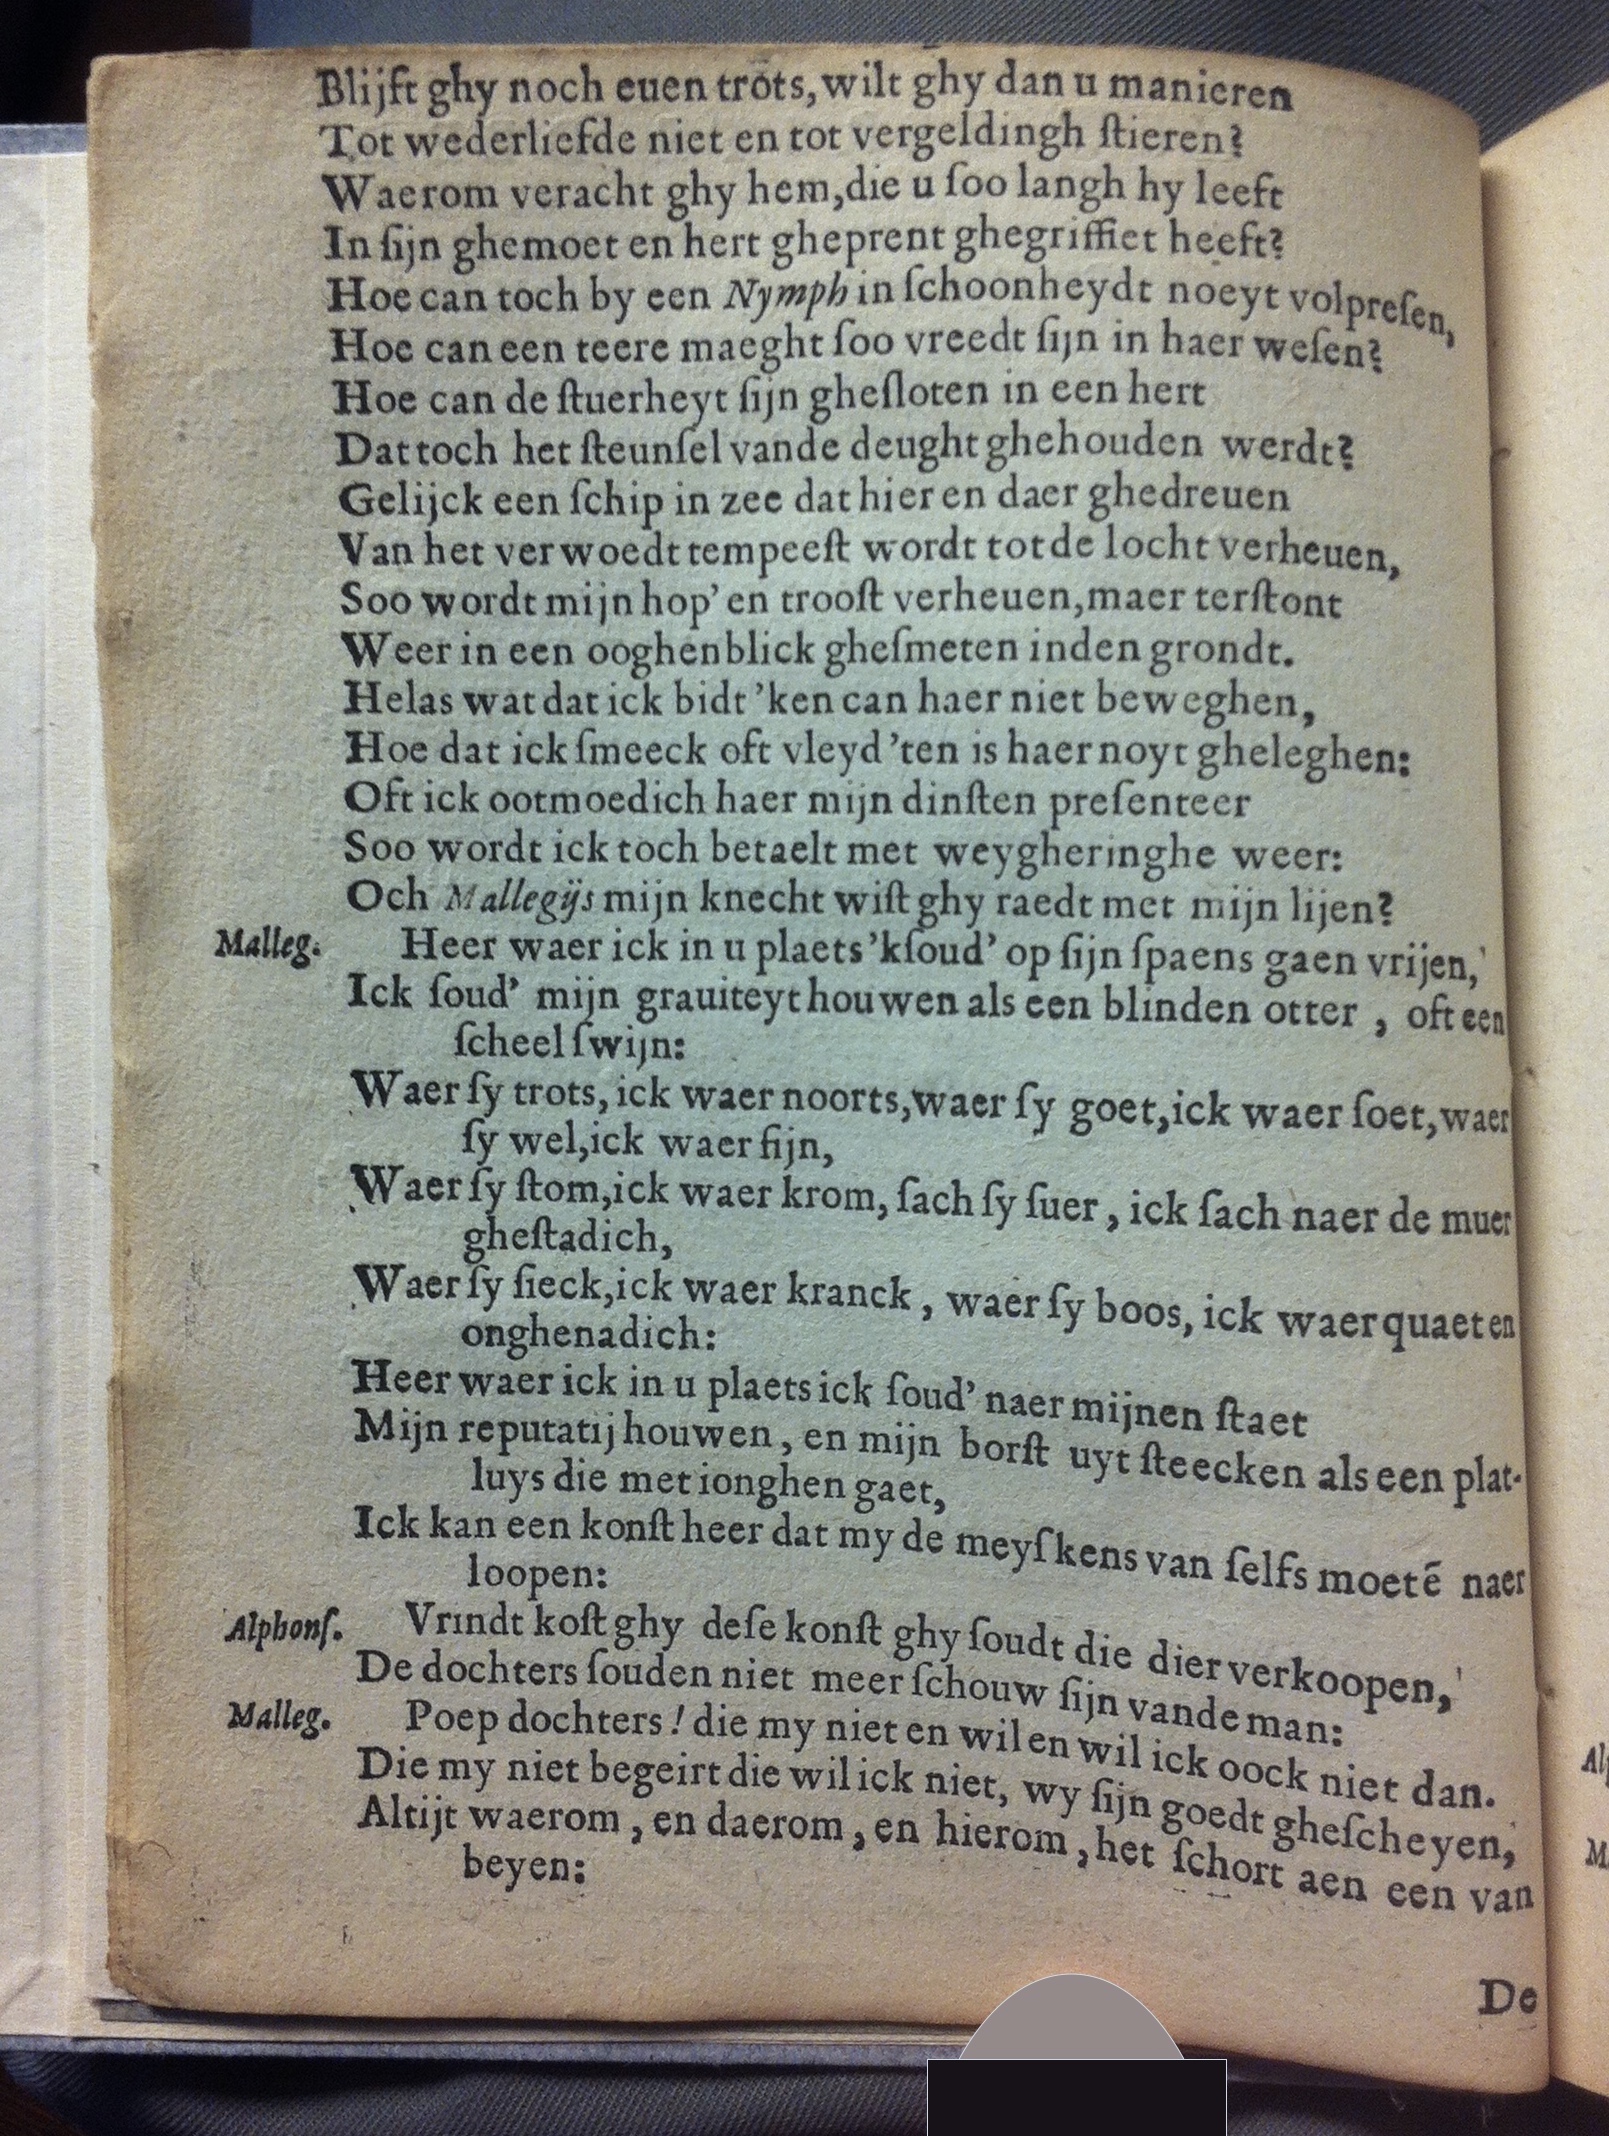 Blijft ghy noch euen trots, wilt ghy dan u manieren
Tot wederliefde niet en tot vergeldingh ſtieren?
Waerom veracht ghy hem, die u ſoo langh hy leeft
In ſijn ghemoet en hert gheprent ghegriffiet heeft?
Hoe can toch by een Nymph in ſchoonheydt noeyt volpreſen,
Hoe can een teere maeght ſoo vreedt ſijn in haer weſen?
Hoe can de ſtuerheyt ſijn gheſloten in een hert
Dat toch het ſteunſel vande deught ghehouden werdt?
Gelijck een ſchip in zee dat hier en daer ghedreuen
Van het verwoedt tempeeſt wordt tot de locht verheuen,
Soo wordt mijn hop' en trooſt verheuen, maer terſtont
Weer in een ooghenblick gheſmeten inden grondt.
Helas wat dat ick bidt 'ken can haer niet beweghen,
Hoe dat ick ſmeeck oft vleyd 'ten is haer noyt gheleghen:
Oft ick ootmoedich haer mijn dinſten preſenteer
Soo wordt ick toch betaelt met weygheringhe weer:
Och Mallegijs mijn knecht wiſt ghy raedt met mijn lijen?
Malleg. Heer waer ick in u plaets 'kſoud' op ſijn ſpaens gaen vrijen,
Ick ſoud' mijn grauiteyt houwen als een blinden otter, oft een
ſcheel ſwijn:
Waer ſy trots, ick waer noorts, waer ſy goet, ick waer ſoet, waer
ſy wel, ick waer fijn,
Waer ſy ſtom, ick waer krom, ſach ſy ſuer, ick ſach naer de muer
gheſtadich,
Waer ſy ſieck, ick waer kranck, waer ſy boos, ick waer quaet en
onghenadich:
Heer waer ick in u plaets ick ſoud' naer mijnen ſtaet
Mijn reputatij houwen, en mijn borſt uyt ſteecken als een plat-
luys die met ionghen gaet,
Ick kan een konſt heer dat my de meyſkens van ſelfs moetē naer
loopen:
Alphonſ. Vrindt koſt ghy deſe konſt ghy ſoudt die dier verkoopen,
De dochters ſouden niet meer ſchouw ſijn vande man:
Malleg. Poep dochters! die my niet en wil en wil ick oock niet dan.
Die my niet begeirt die wil ick niet, wy ſijn goedt gheſcheyen,
Altijt waerom, en daerom, en hierom, het ſchort aen een van
beyen:
De